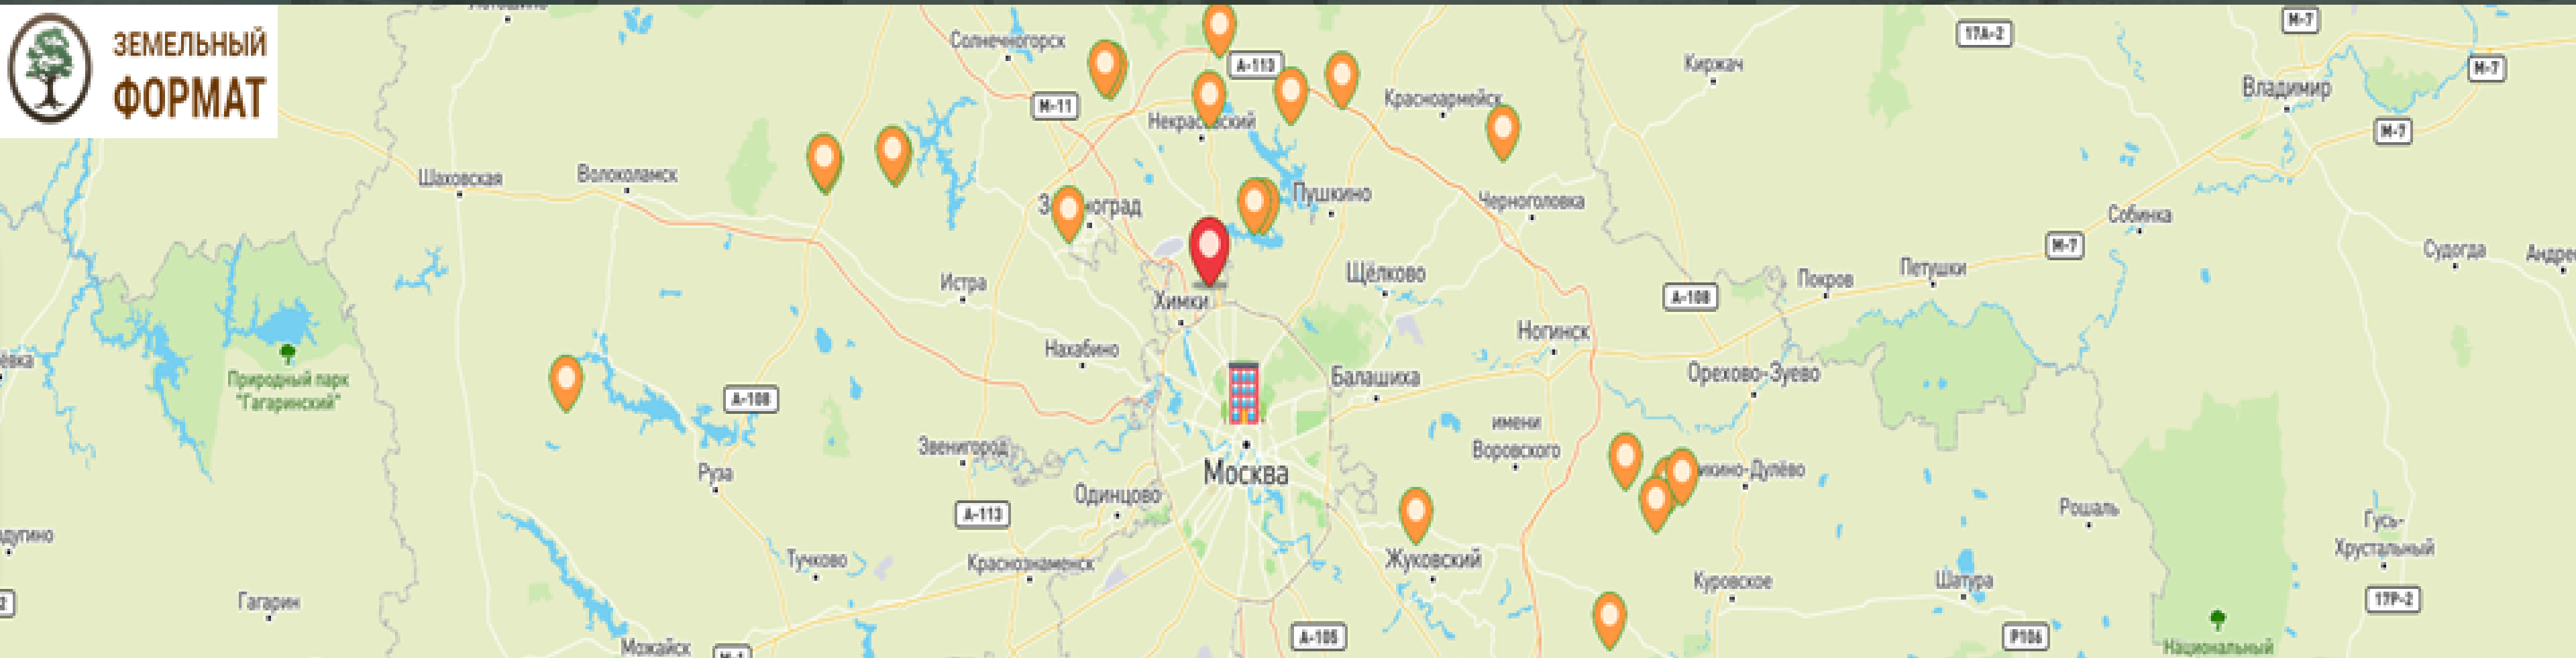 ЗЕМЕЛЬНЫЙ
ФОРМАТ
Солнечногорск
А-113
М-11
Некрасовский
Красноармейск
Киржач
17А-2
М-7
М-7
Владимир
М-7
Шаховская
Волоколамск
Пушкино
Черноголовка
Собинка
М-7
Судогда
Истра
Химки
Щёлково
А-108
Покров
Петушки
Природный парк
"Гагаринский"
А-108
Нахабино
Балашиха
Ногинск
Орехово-Зуево
имени
Воровского
Звенигород
Руза
Москва
Одинцово
А-113
икино-Дулёво
Рошаль
Гусь-
Хрустальный
Тучково
Краснознаменск
Жуковский
Куровское
Шатура
17Р-2
Гагарин
Можайск
А-105
Р106
Национальный